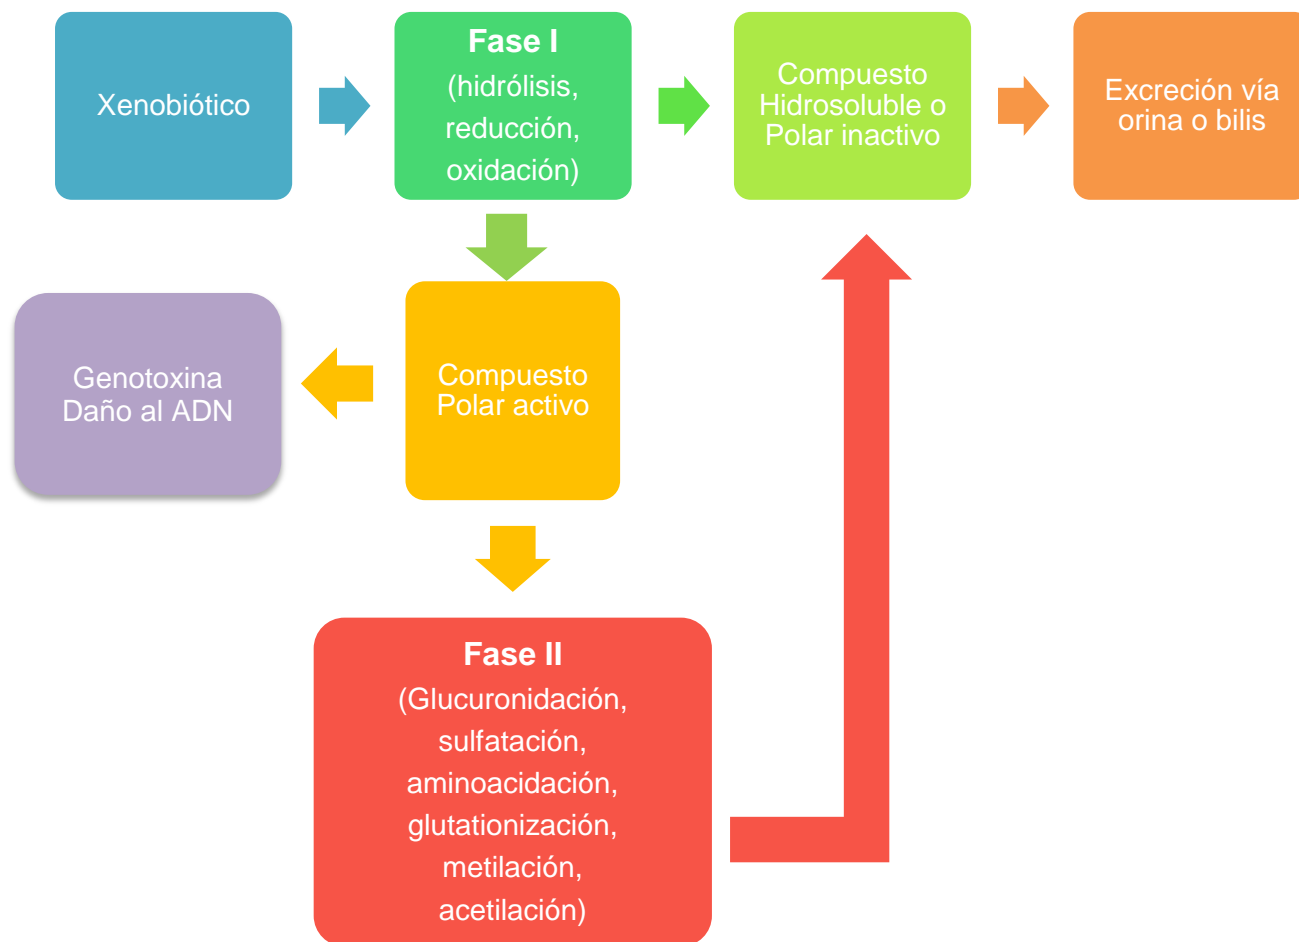 Xenobiótico
Fase I
(hidrólisis,
reducción,
oxidación)
Compuesto
Hidrosoluble o
Polar inactivo
Excreción vía
orina o bilis
Genotoxina
Daño al ADN
Compuesto
Polar activo
Fase II
(Glucuronidación,
sulfatación,
aminoacidación,
glutationización,
metilación,
acetilación)